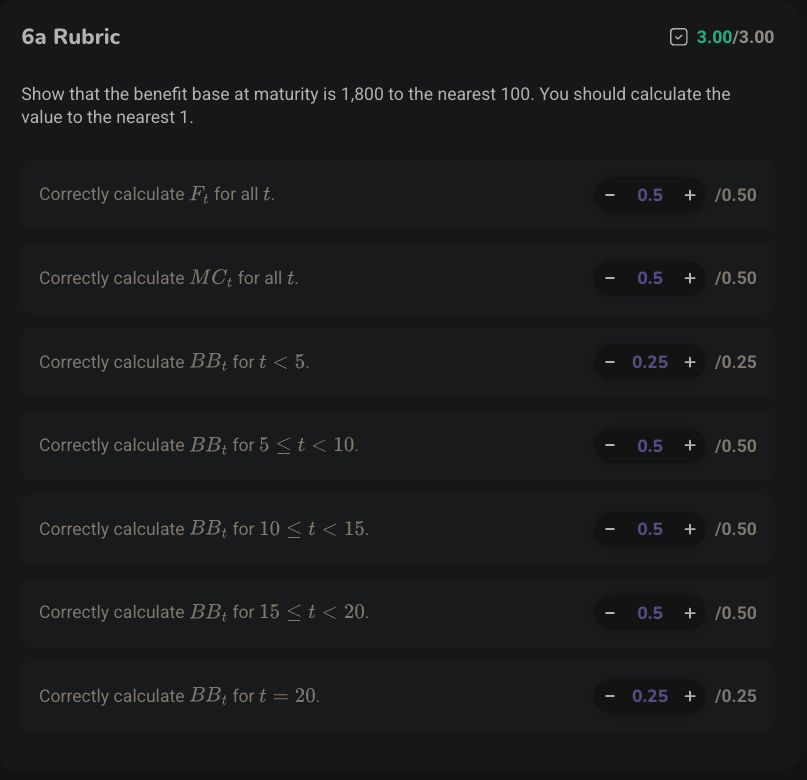 6a Rubric
3.00/3.00
Show that the benefit base at maturity is 1,800 to the nearest 100. You should calculate the
value to the nearest 1.
Correctly calculate F_t for all t. − 0.5 + /0.50
Correctly calculate MC_t for all t. − 0.5 + /0.50
Correctly calculate BB_t for t < 5. − 0.25 + /0.25
Correctly calculate BB_t for 5 ≤ t < 10. − 0.5 + /0.50
Correctly calculate BB_t for 10 ≤ t < 15. − 0.5 + /0.50
Correctly calculate BB_t for 15 ≤ t < 20. − 0.5 + /0.50
Correctly calculate BB_t for t = 20. − 0.25 + /0.25